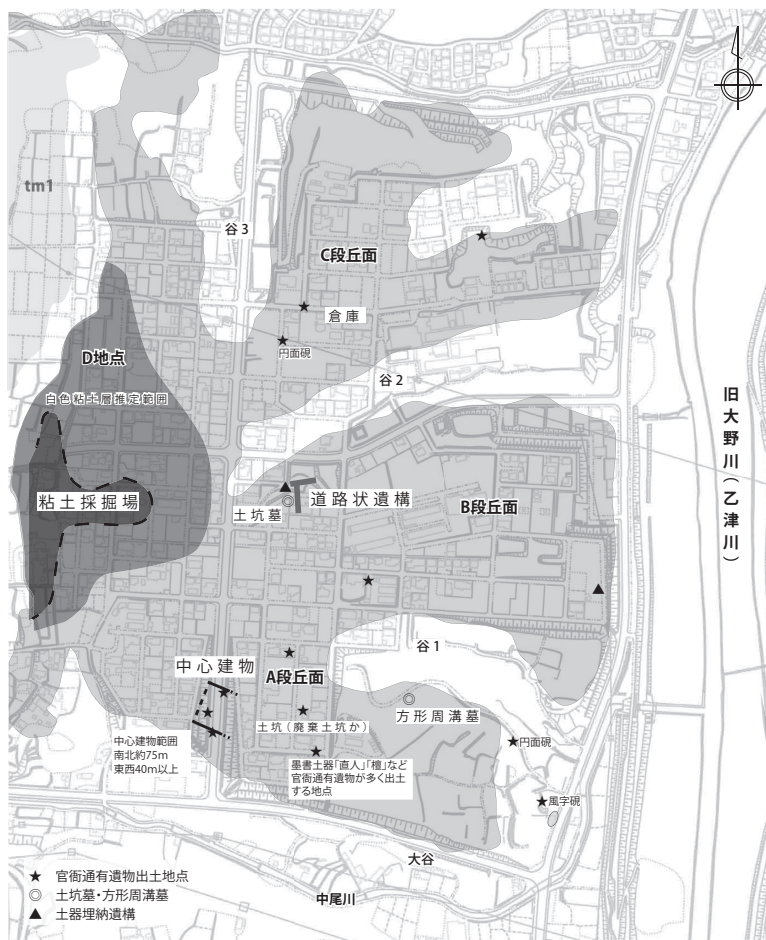 tm1
谷3
C段丘面
倉庫
円面硯
D地点
白色粘土層推定範囲
谷2
旧大野川（乙津川）
粘土採掘場
道路状遺構
土坑墓
B段丘面
谷1
中心建物
A段丘面
方形周溝墓
土坑（廃棄土坑か）
円面硯
中心建物範囲
南北約75m
東西40m以上
墨書土器「直人」「檀」など
官衙通有遺物が多く出土
する地点
風字硯
大谷
中尾川
★ 官衙通有遺物出土地点
◎ 土坑墓・方形周溝墓
▲ 土器埋納遺構